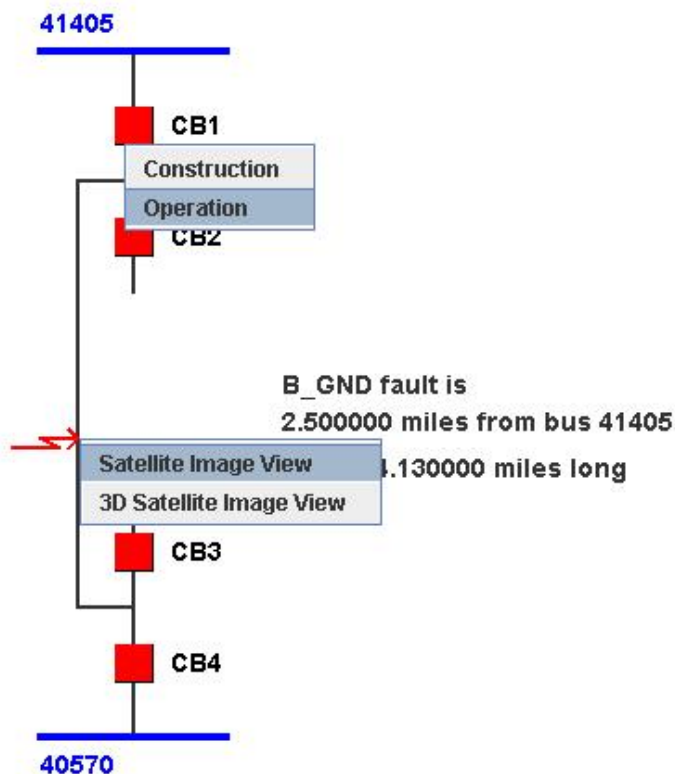 41405
CB1
Construction
Operation
CB2
B_GND fault is
2.500000 miles from bus 41405
Satellite Image View
.130000 miles long
3D Satellite Image View
CB3
CB4
40570